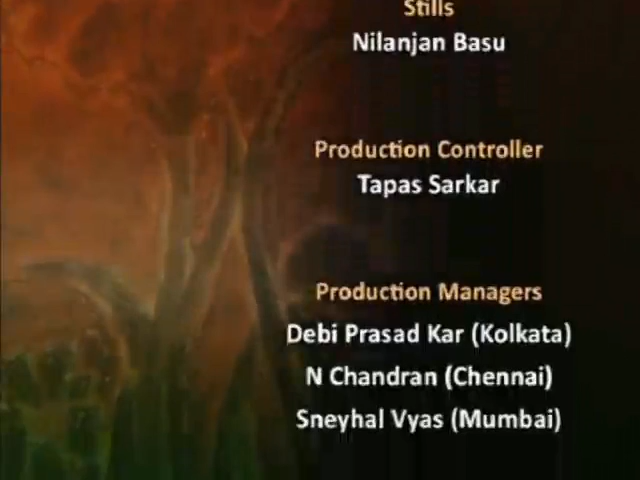 Stills
Nilanjan Basu
Production Controller
Tapas Sarkar
Production Managers
Debi Prasad Kar (Kolkata)
N Chandran (Chennai)
Sneyhal Vyas (Mumbai)